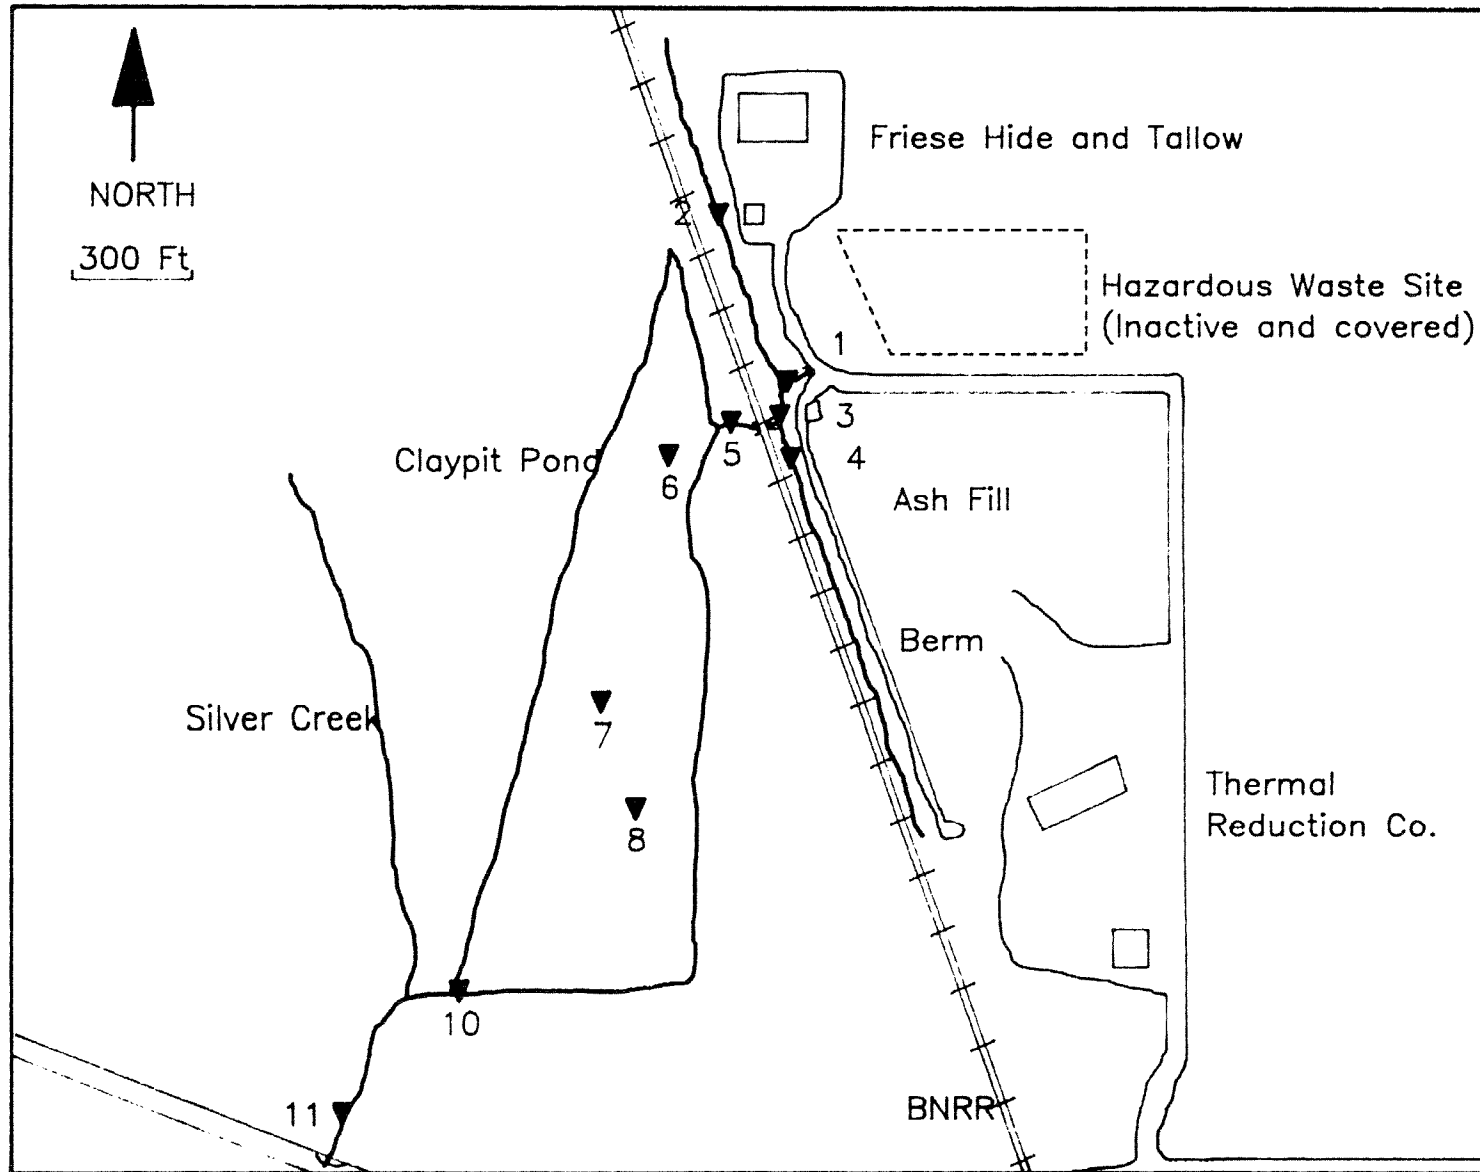 Friese Hide and Tallow
NORTH
2
300 Ft
Hazardous Waste Site
(Inactive and covered)
1
3
Claypit Pond
5
4
6
Ash Fill
Berm
Silver Creek
7
Thermal
Reduction Co.
8
10
11
BNRR